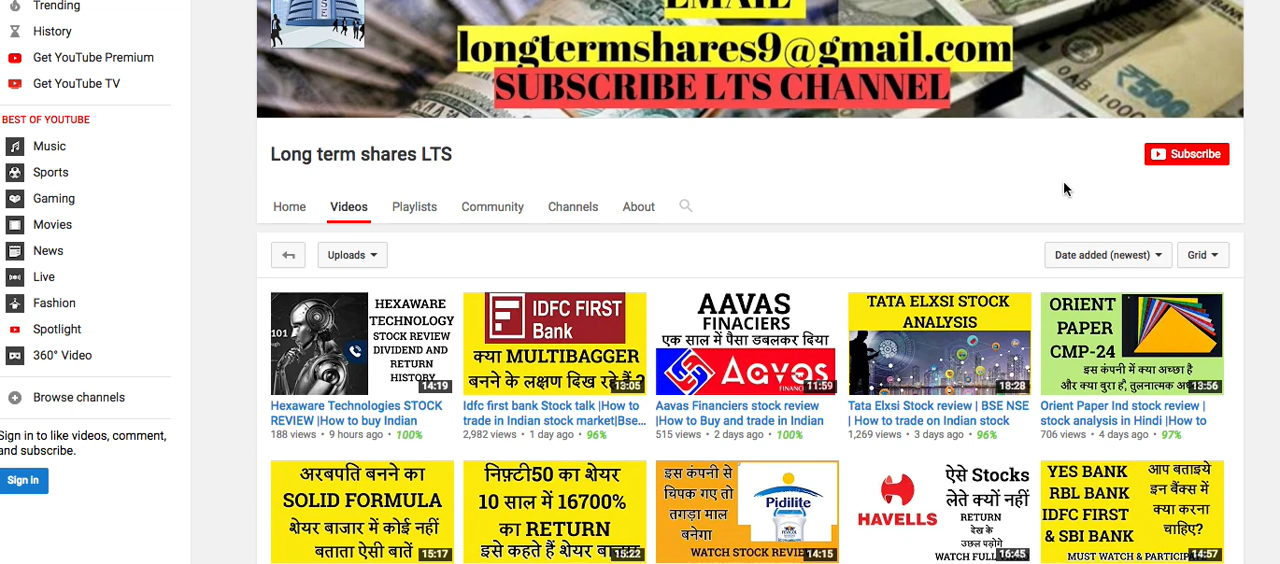 Trending
EMAIL
History
longtermshares9@gmail.com
Get YouTube Premium
Get YouTube TV
SUBSCRIBE LTS CHANNEL
BEST OF YOUTUBE
Music
Sports
Gaming
Movies
News
Live
Fashion
Spotlight
360° Video
Browse channels
Sign in to like videos, comment,
and subscribe.
Sign in
Long term shares LTS
Subscribe
Home Videos Playlists Community Channels About
Uploads
Date added (newest) Grid
101
HEXAWARE
TECHNOLOGY
STOCK REVIEW
DIVIDEND AND
RETURN
HISTORY
14:19
Hexaware Technologies STOCK
REVIEW |How to buy Indian
188 views • 9 hours ago • 100%
IDFC FIRST
Bank
क्या MULTIBAGGER
बनने के लक्षण दिख रहे हैं ?
13:05
Idfc first bank Stock talk |How to
trade in Indian stock market|Bse...
2,982 views • 1 day ago • 96%
AAVAS
FINACIERS
एक साल में पैसा डबलकर दिया
Aavas
11:59
Aavas Financiers stock review
|How to Buy and trade in Indian
515 views • 2 days ago • 100%
TATA ELXSI STOCK
ANALYSIS
18:28
Tata Elxsi Stock review | BSE NSE
| How to trade on Indian stock
1,269 views • 3 days ago • 96%
ORIENT
PAPER
CMP-24
इस कंपनी में क्या अच्छा है
और क्या बुरा है, तुलनात्मक
13:56
Orient Paper Ind stock review |
stock analysis in Hindi |How to
706 views • 4 days ago • 97%
अरबपति बनने का
SOLID FORMULA
शेयर बाजार में कोई नहीं
बताता ऐसी बातें
15:17
निफ़्टी50 का शेयर
10 साल में 16700%
का RETURN
इसे कहते हैं शेयर
15:22
इस कंपनी से
चिपक गए तो
तगड़ा माल
बनेगा
Pidilite
WATCH STOCK REVIEW
14:15
HAVELLS
ऐसे Stocks
लेते क्यों नहीं
RETURN
देख के
उछल पड़ोगे
WATCH FULL
16:45
YES BANK
RBL BANK
IDFC FIRST
& SBI BANK
आप बताइये
इन बैंक्स में
क्या करना
चाहिए?
MUST WATCH & PARTICIP
14:57